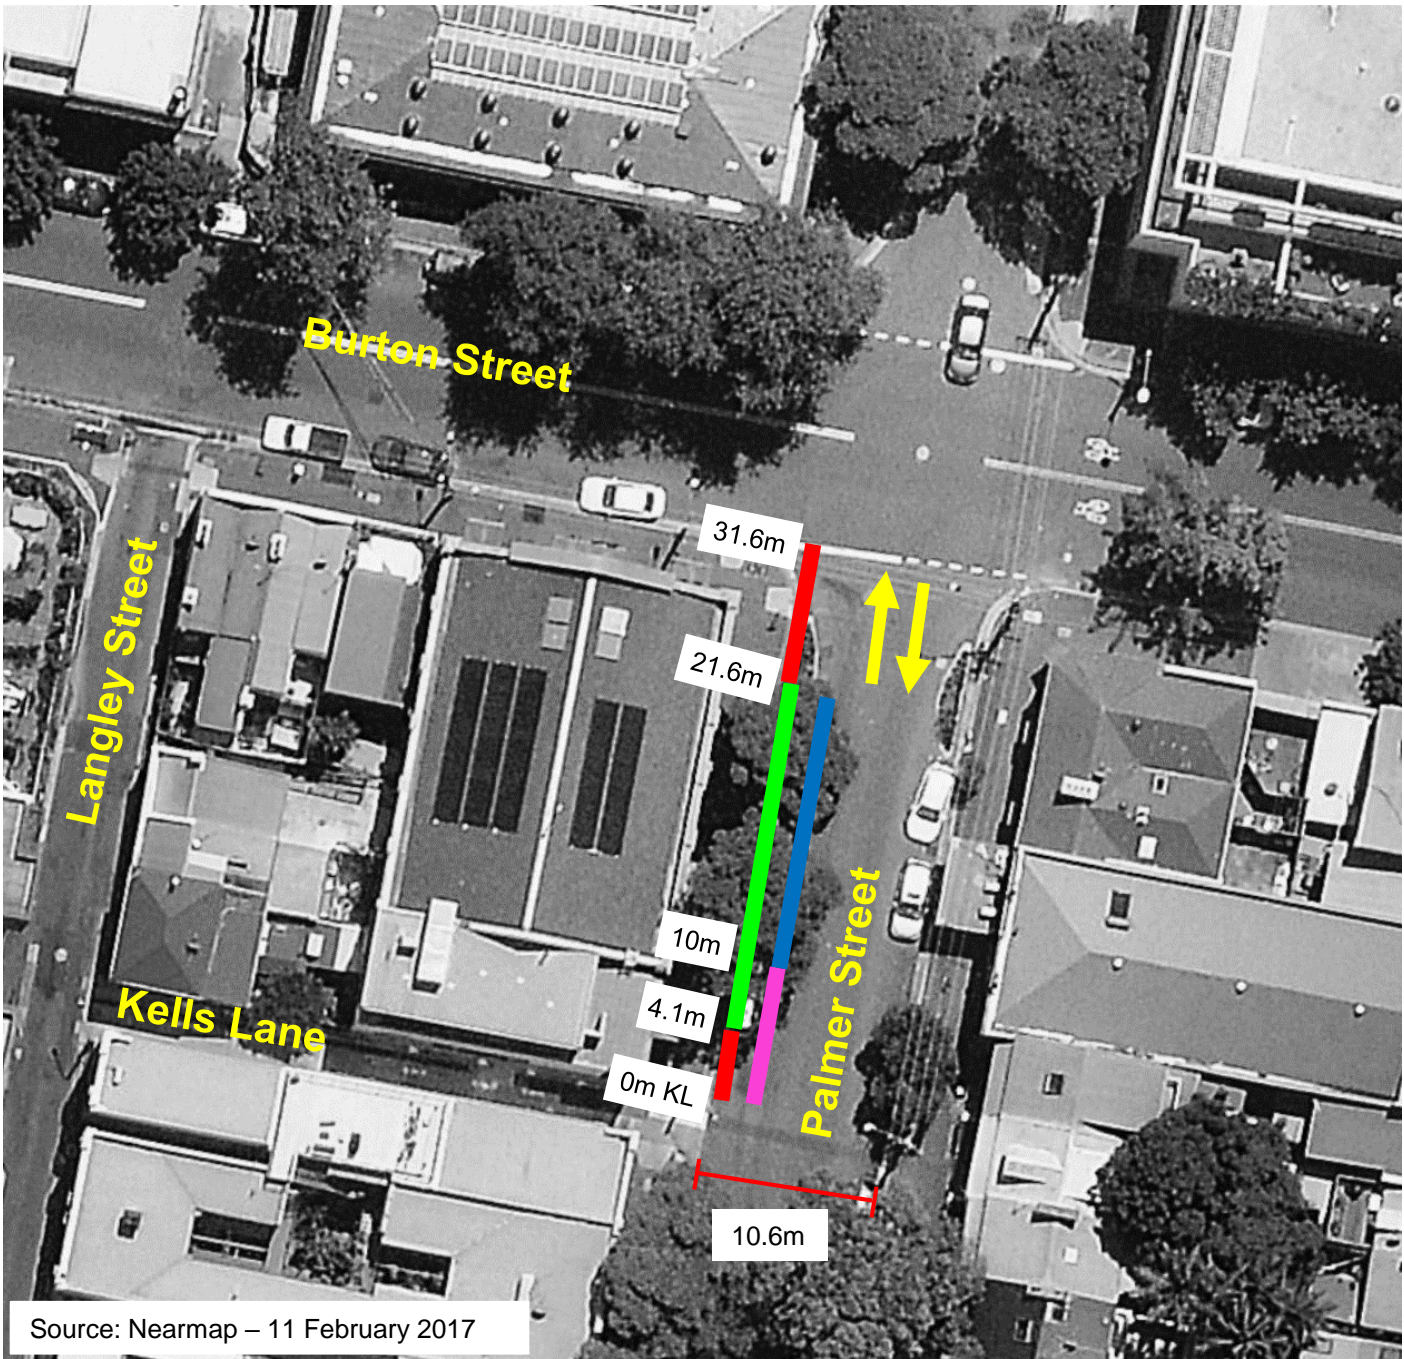 Burton Street
31.6m
Langley Street
21.6m
10m
Palmer Street
4.1m
Kells Lane
0m KL
10.6m
Source: Nearmap – 11 February 2017